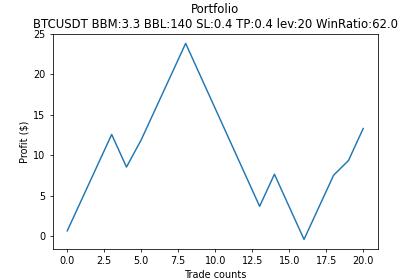 Portfolio
BTCUSDT BBM:3.3 BBL:140 SL:0.4 TP:0.4 lev:20 WinRatio:62.0
25
20
15
10
5
0
Profit ($)
0.0 2.5 5.0 7.5 10.0 12.5 15.0 17.5 20.0
Trade counts